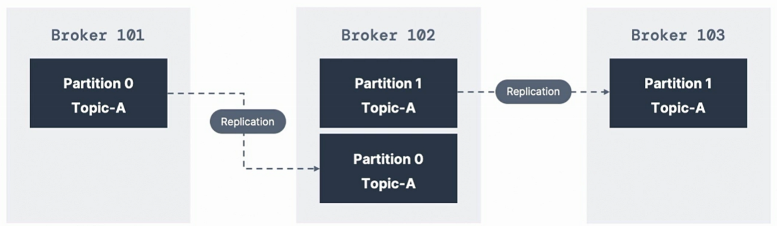 Broker 101
Partition 0
Topic-A
Replication
Broker 102
Partition 1
Topic-A
Partition 0
Topic-A
Replication
Broker 103
Partition 1
Topic-A